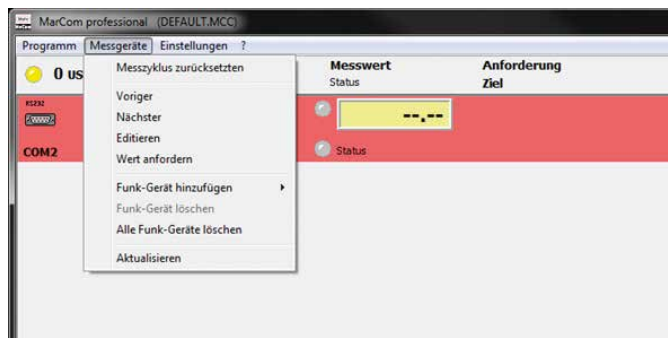 MarCom professional (DEFAULT.MCC)
Programm Messgeräte Einstellungen ?
0 us
Messwert
Status
Anforderung
Ziel
Messzyklus zurücksetzten
Voriger
Nächster
Editieren
Wert anfordern
Funk-Gerät hinzufügen
Funk-Gerät löschen
Alle Funk-Geräte löschen
Aktualisieren
RS232
COM2
--.--
Status